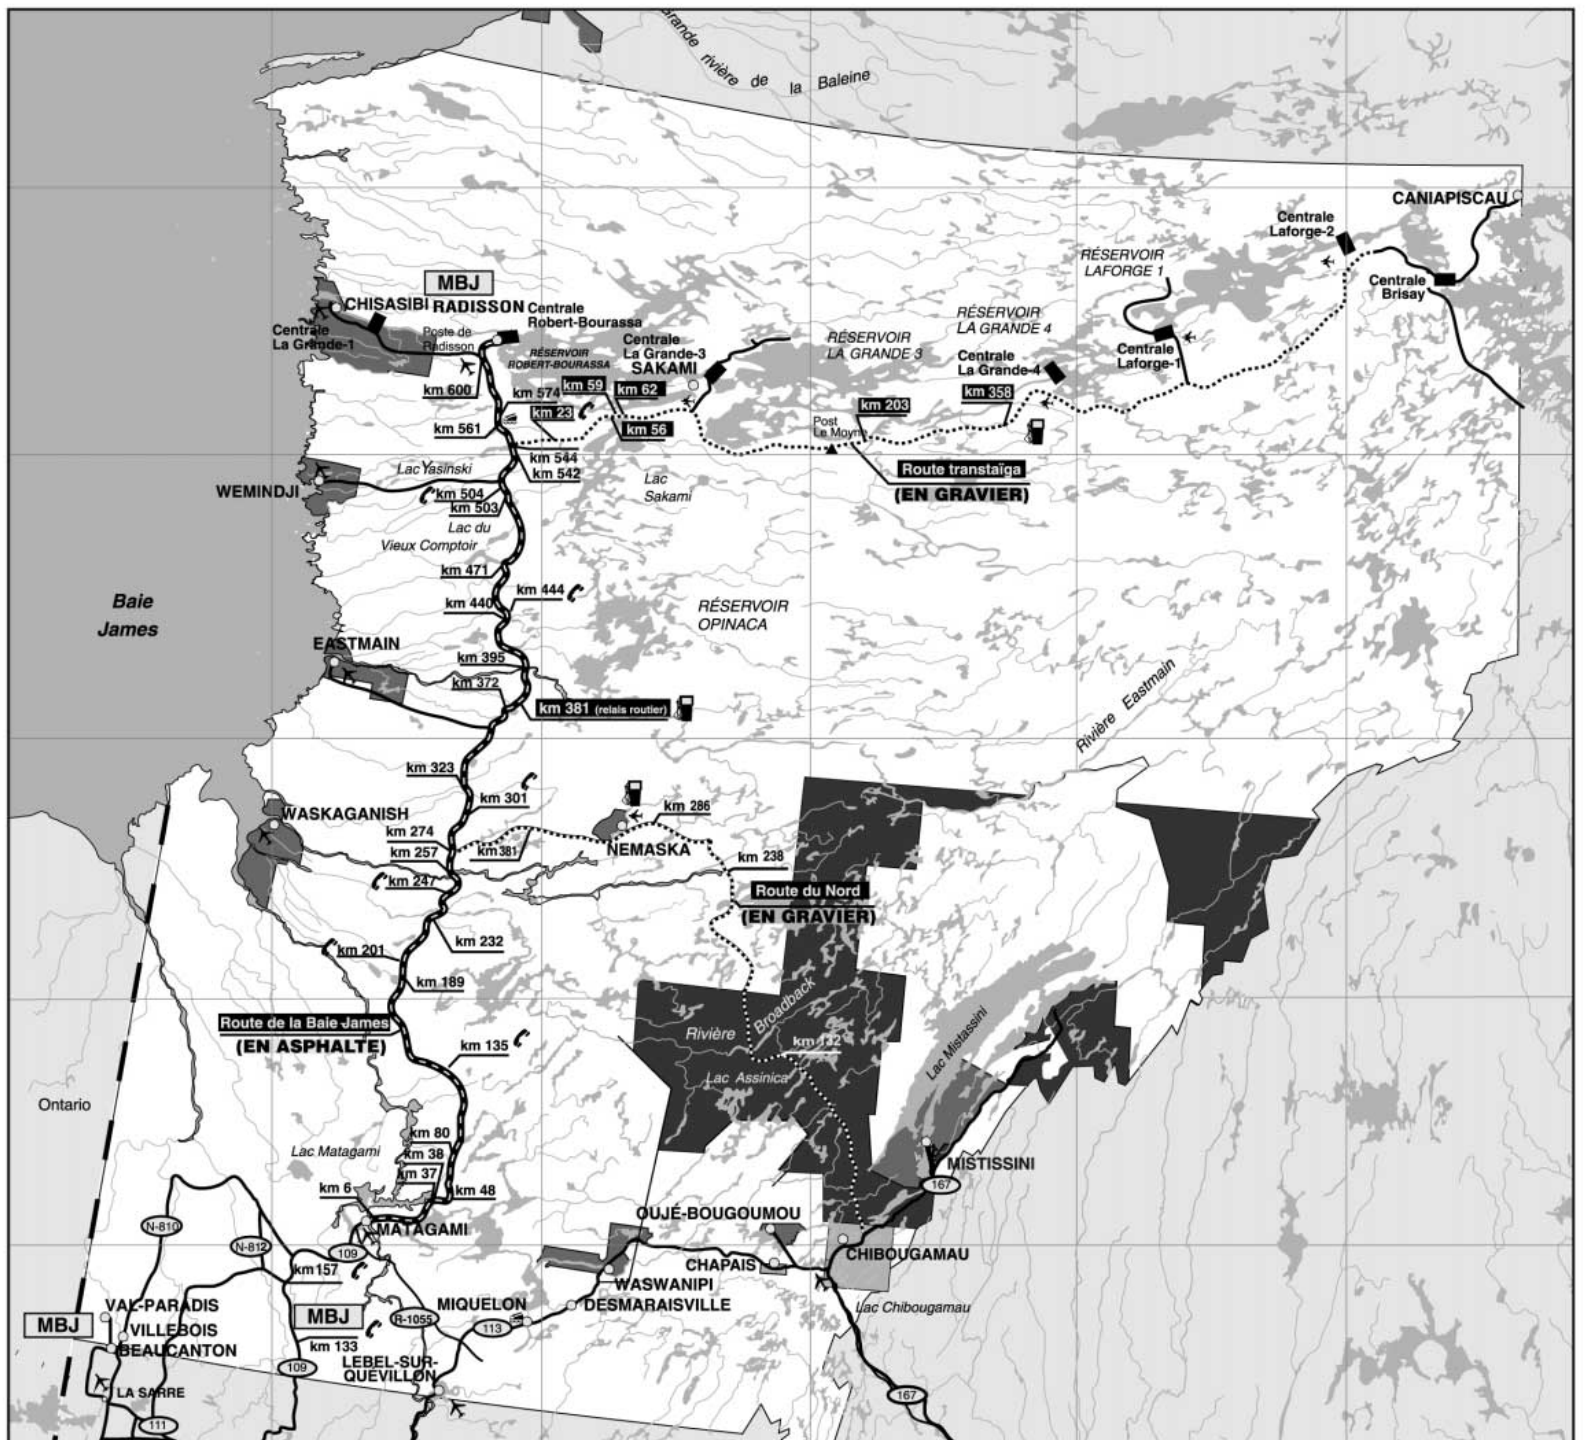 Grande rivière de la Baleine
CANIAPISCAU
Centrale
Laforge-2
RÉSERVOIR
LAFORGE 1
Centrale
Brisay
MBJ
CHISASIBI
RADISSON
Centrale
Robert-Bourassa
Centrale
La Grande-1
Poste de
Radisson
RÉSERVOIR
ROBERT-BOURASSA
Centrale
La Grande-3
SAKAMI
RÉSERVOIR
LA GRANDE 3
RÉSERVOIR
LA GRANDE 4
Centrale
La Grande-4
Centrale
Laforge-1
km 600
km 574
km 59
km 62
km 23
km 56
km 203
km 358
km 561
Post
Le Moyne
km 544
km 542
Route transtaïga
(EN GRAVIER)
Lac Yasinski
Lac
Sakami
WEMINDJI
km 504
km 503
Lac du
Vieux Comptoir
km 471
km 444
km 440
Baie
James
RÉSERVOIR
OPINACA
EASTMAIN
km 395
km 372
km 381 (relais routier)
Rivière Eastmain
km 323
km 301
WASKAGANISH
km 286
km 274
km 257
km 381
NEMASKA
km 238
km 247
Route du Nord
(EN GRAVIER)
km 232
km 201
km 189
Route de la Baie James
(EN ASPHALTE)
Rivière Broadback
km 135
km 132
Lac Mistassini
Lac Assinica
Ontario
km 80
Lac Matagami
km 38
km 37
MISTISSINI
km 6
km 48
167
OUJÉ-BOUGOUMOU
N-810
MATAGAMI
N-812
109
CHIBOUGAMAU
km 157
CHAPAIS
WASWANIPI
VAL-PARADIS
MBJ
MIQUELON
DESMARAISVILLE
Lac Chibougamau
MBJ
R-1055
113
VILLEBOIS
km 133
BEAUCANTON
109
LEBEL-SUR-
QUÉVILLON
LA SARRE
167
111